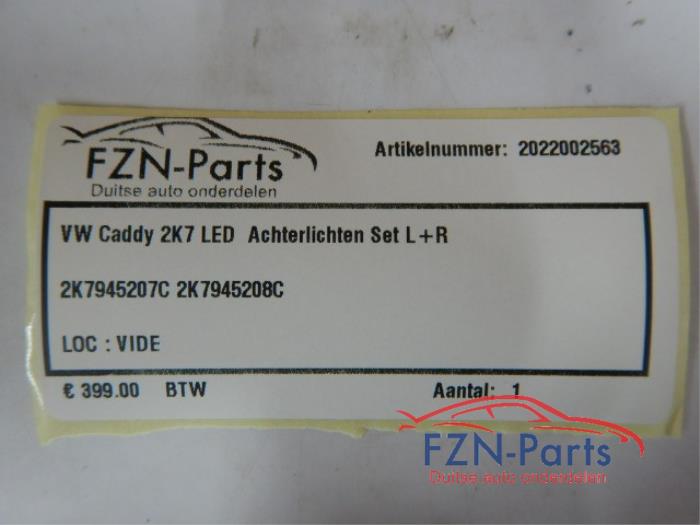 FZN-Parts
Duitse auto onderdelen
Artikelnummer: 2022002563
VW Caddy 2K7 LED Achterlichten Set L+R
2K7945207C 2K7945208C
LOC : VIDE
€ 399.00 BTW
Aantal: 1
FZN-Parts
Duitse auto onderdelen